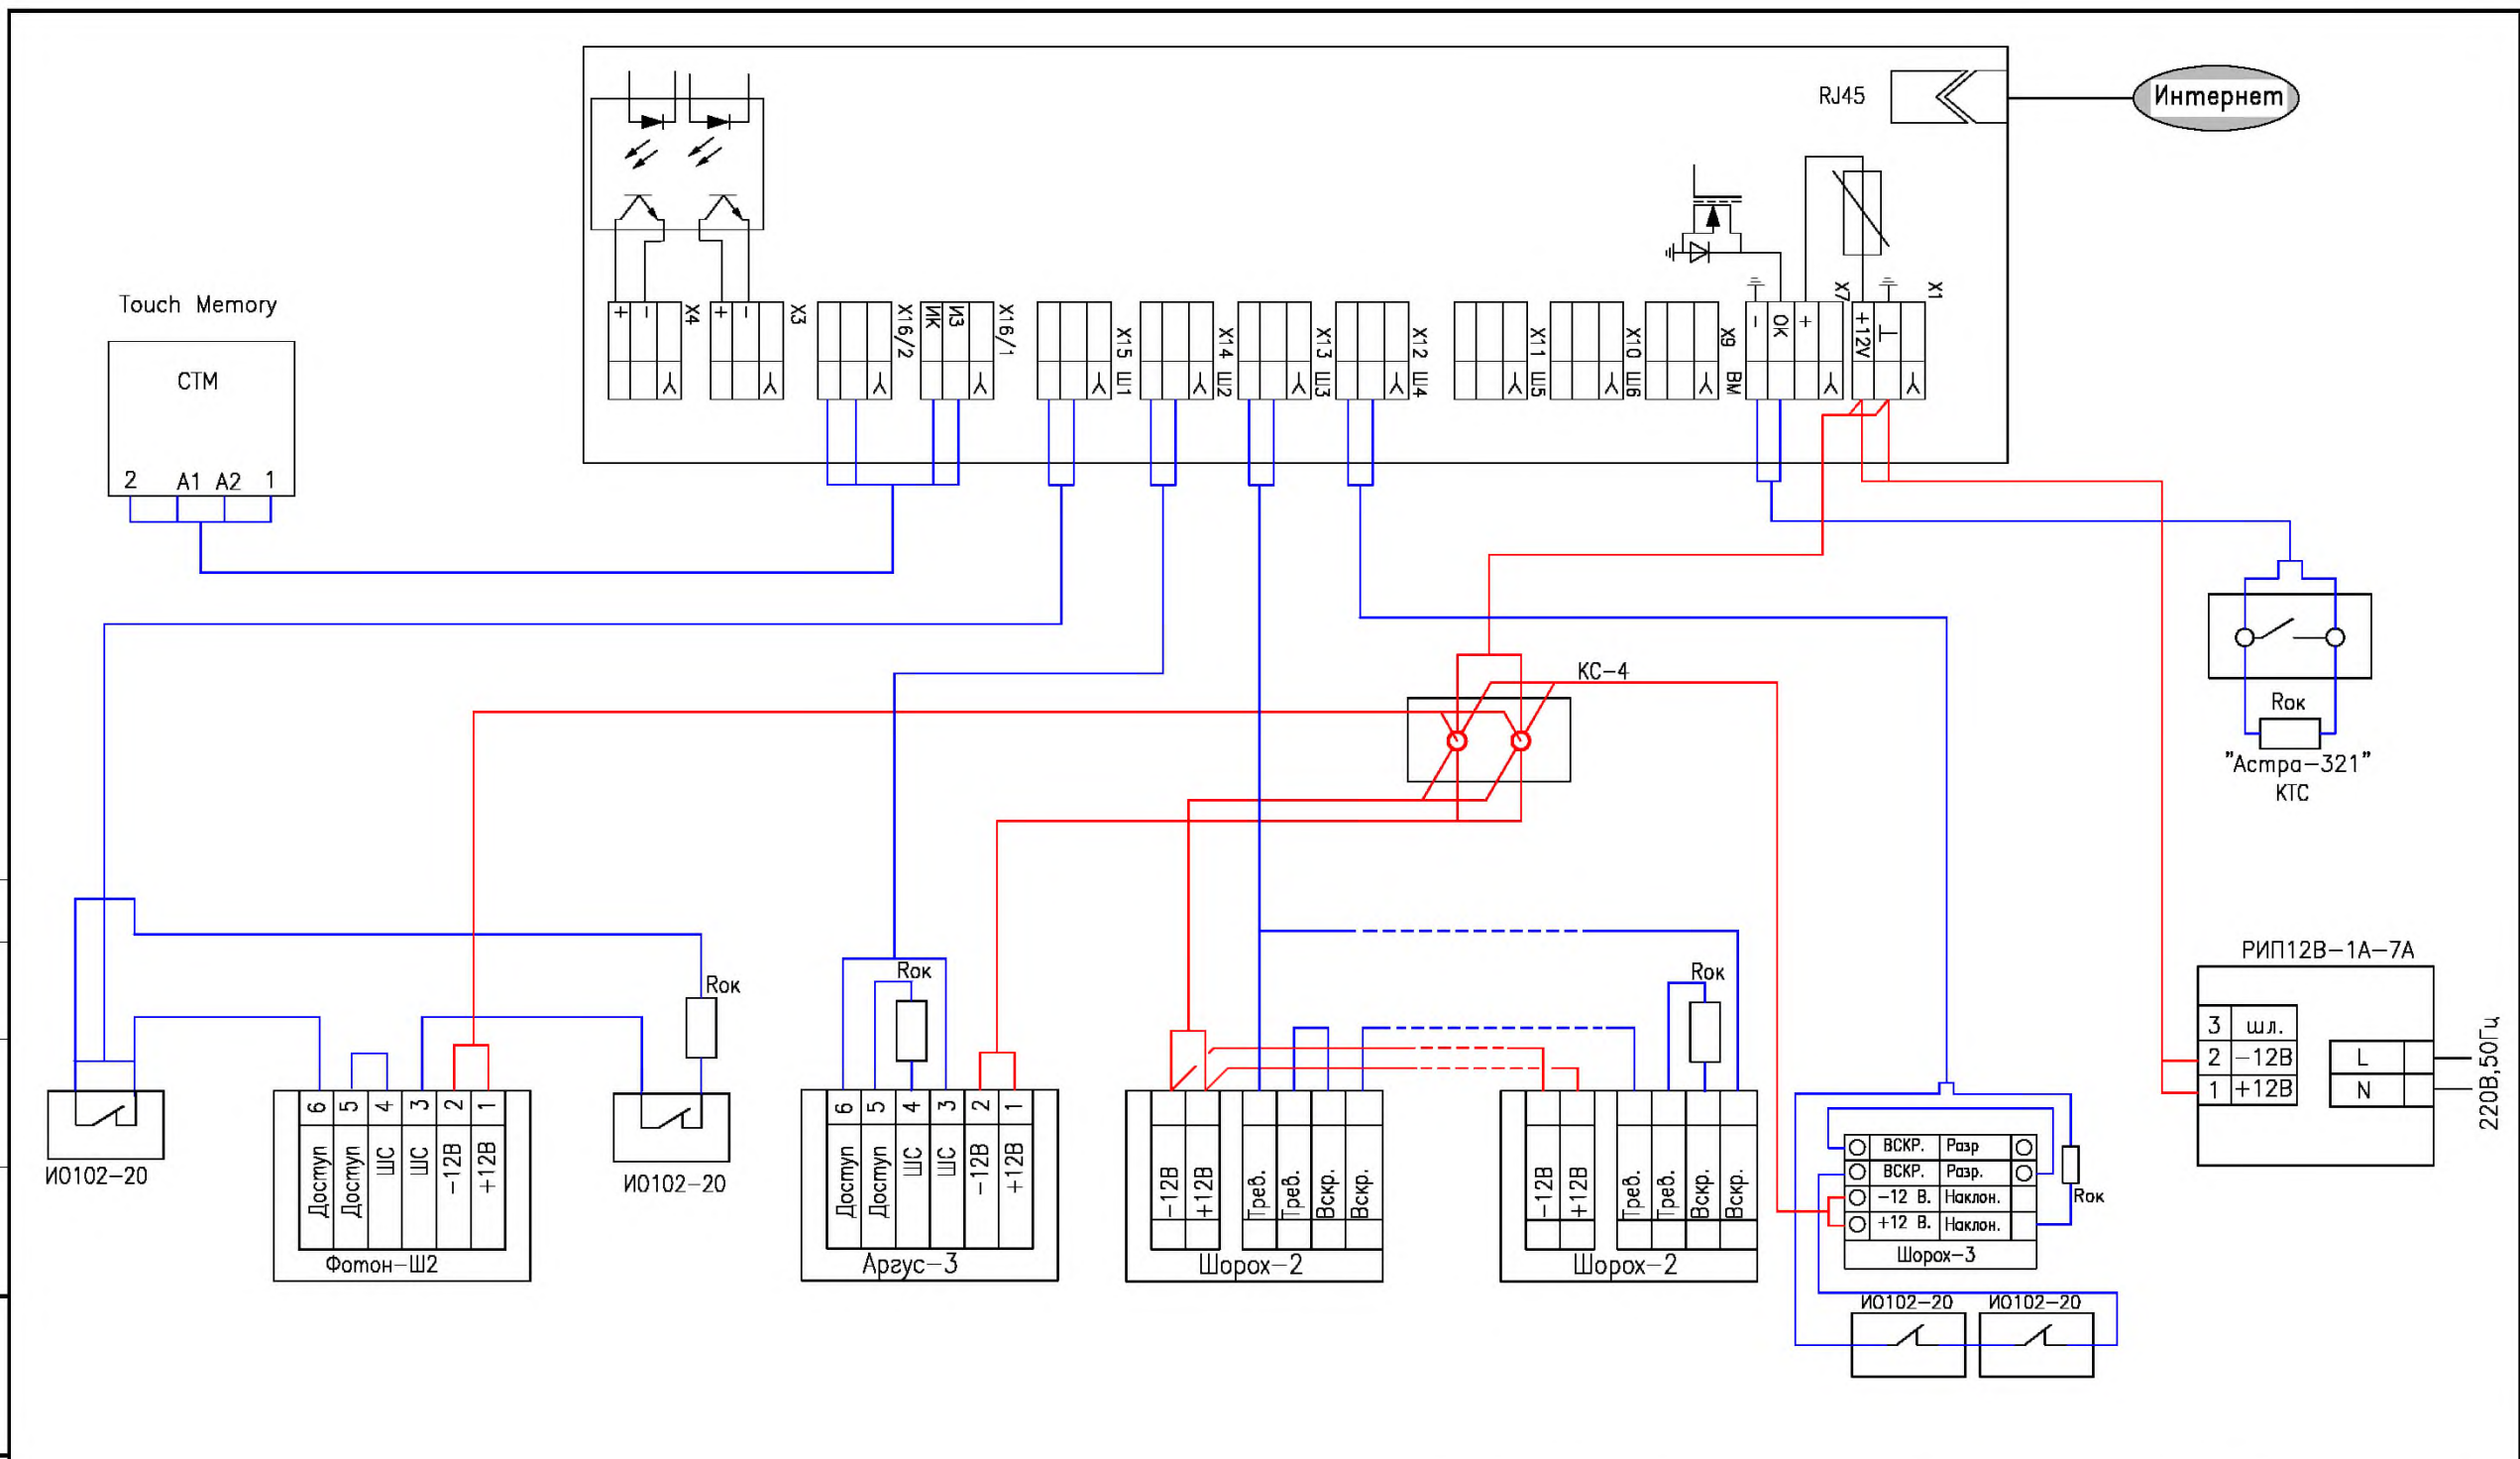 RJ45
Интернет
Touch Memory
СТМ
2 A1 A2 1
+ - X4
+ - X3
X16/2
ИК ИЗ X16/1
X15 Ш1
X14 Ш2
X13 Ш3
X12 Ш4
X11 Ш5
X10 Ш6
X9 ВМ
- ОК + X7
+12V X1
КС-4
Rок
"Астра-321"
КТС
РИП12В-1А-7А
3 шл.
2 -12В
1 +12В
L
N
220В,50Гц
Rок
Rок
Rок
ИО102-20
6 5 4 3 2 1
Доступ Доступ ШС ШС -12В +12В
Фотон-Ш2
ИО102-20
6 5 4 3 2 1
Доступ Доступ ШС ШС -12В +12В
Аргус-3
-12В +12В Трев. Трев. Вскр. Вскр.
Шорох-2
-12В +12В Трев. Трев. Вскр. Вскр.
Шорох-2
ВСКР. Разр
ВСКР. Разр.
-12 В. Наклон.
+12 В. Наклон.
Rок
Шорох-3
ИО102-20 ИО102-20